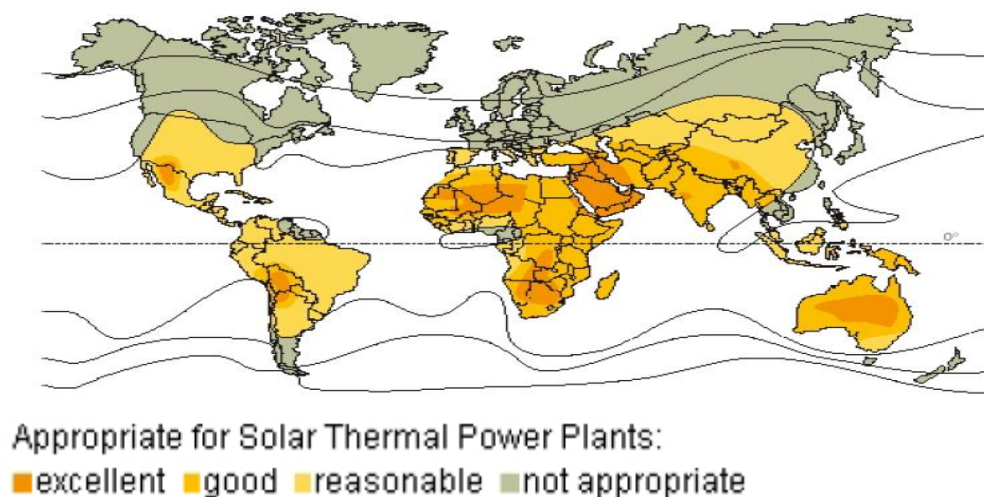 0°
Appropriate for Solar Thermal Power Plants:
excellent good reasonable not appropriate